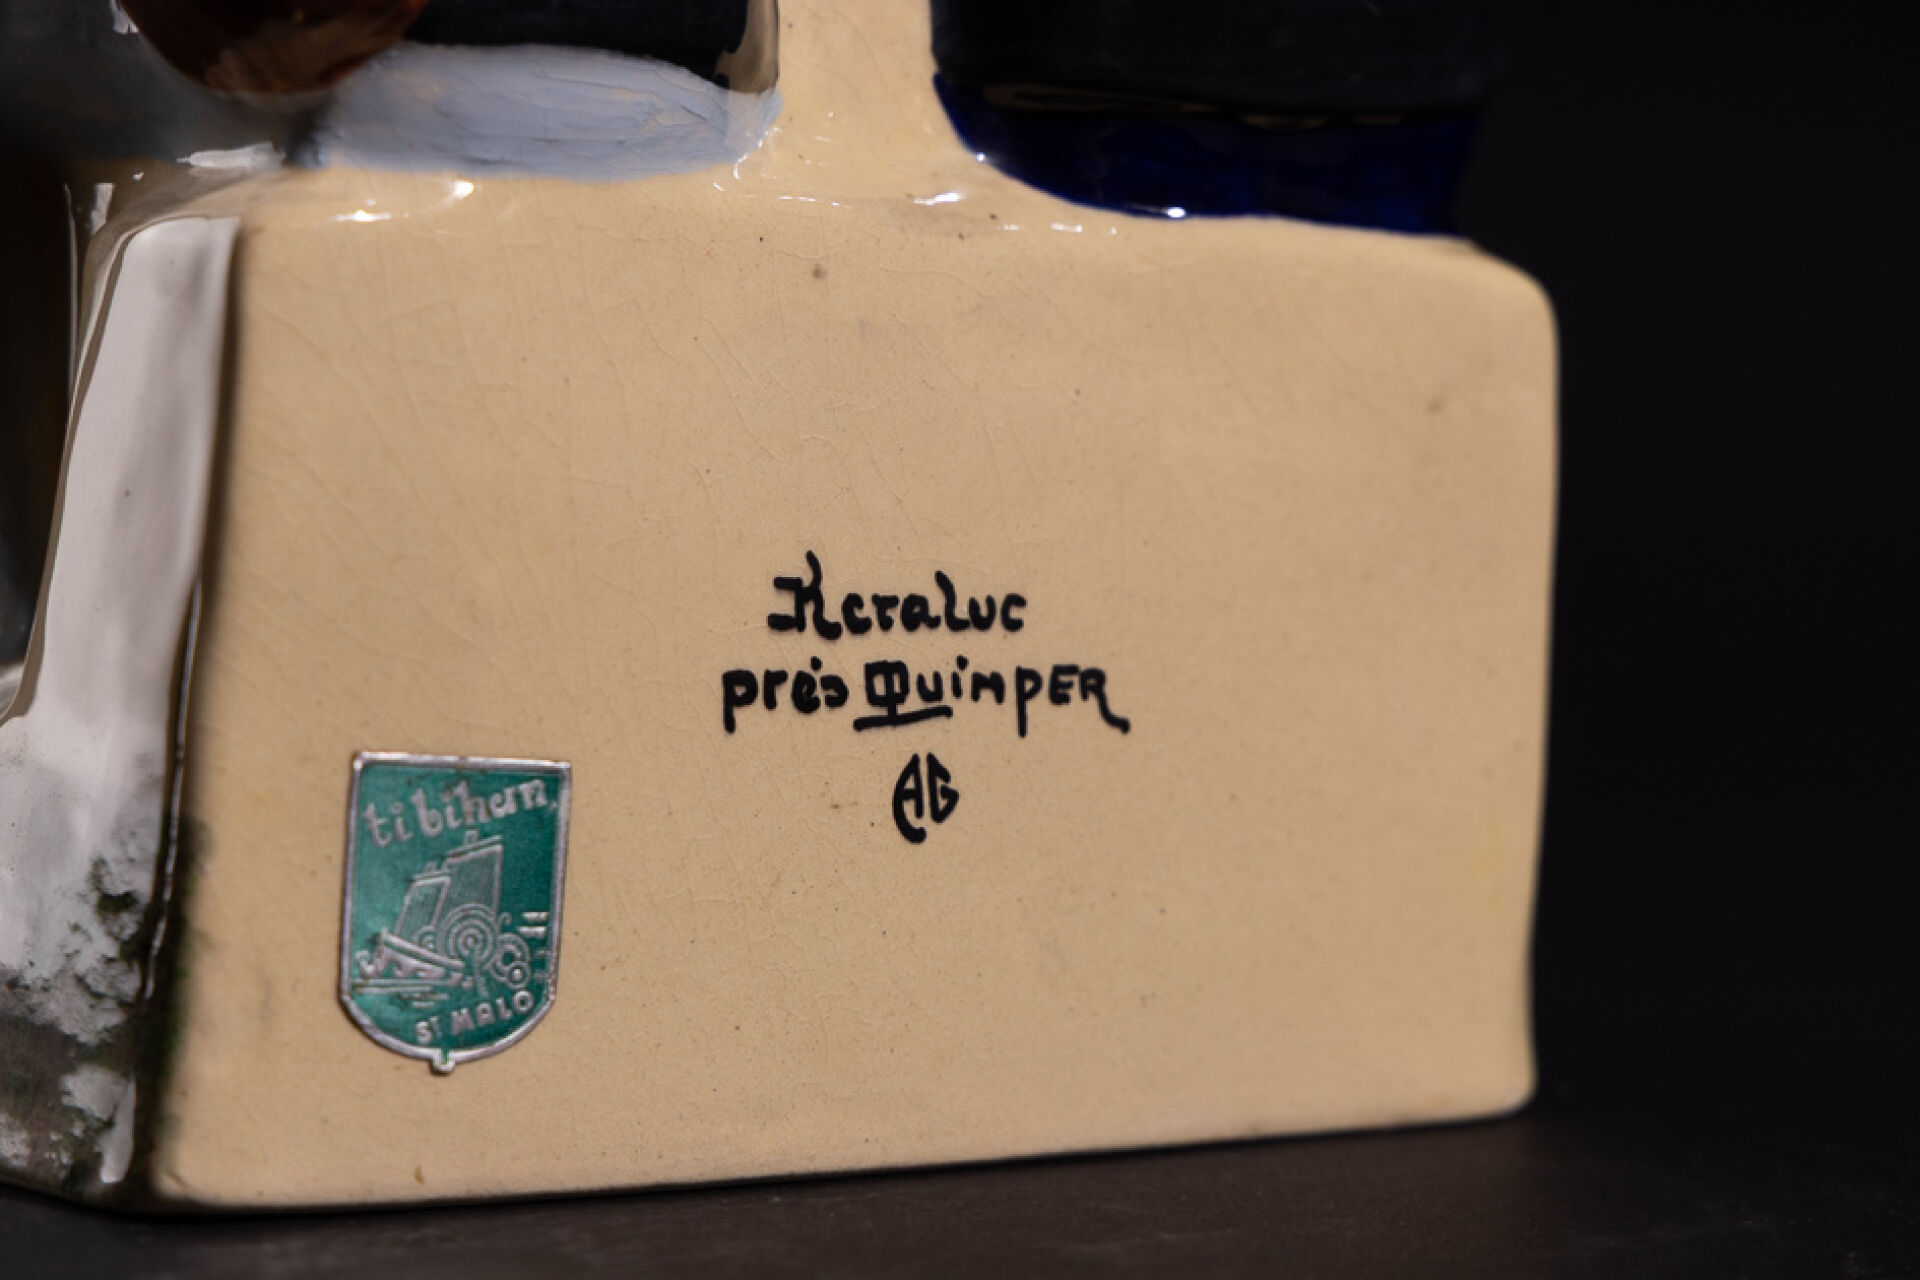 Keraluc
près Quimper
AG
ti bihan
ST MALO